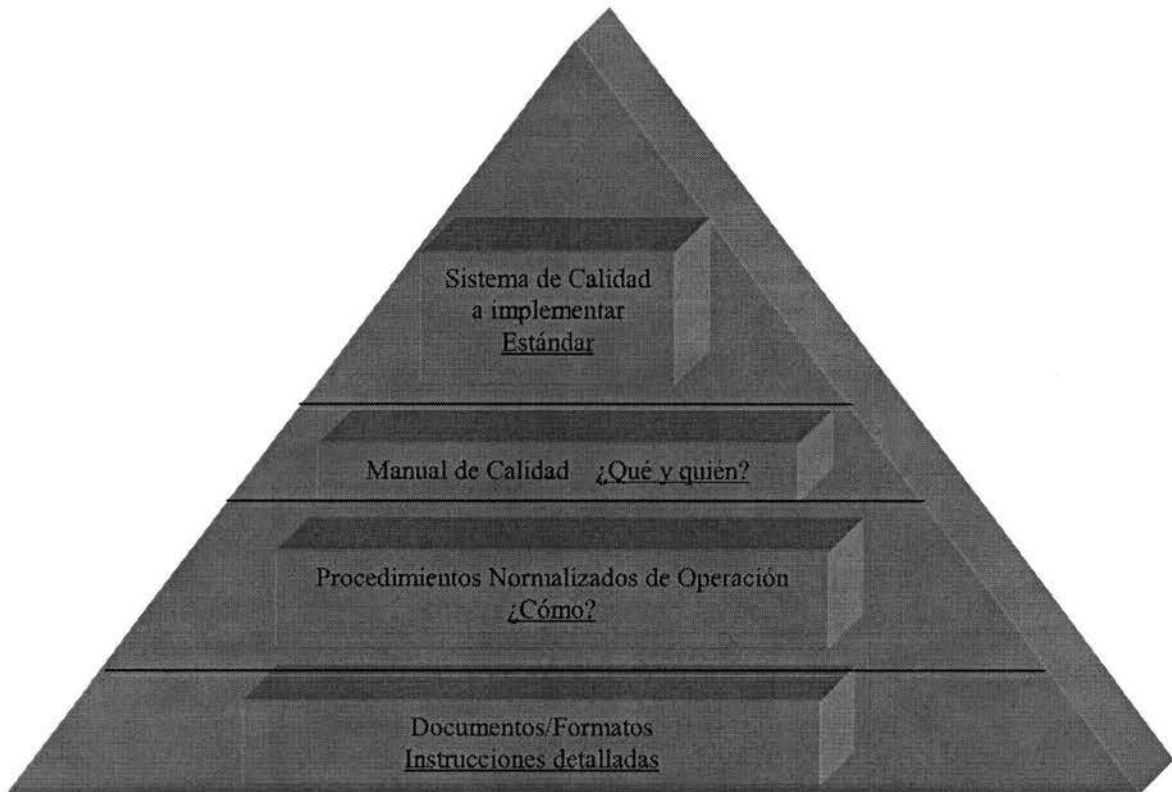 Sistema de Calidad
a implementar
Estándar
Manual de Calidad ¿Qué y quién?
Procedimientos Normalizados de Operación
¿Cómo?
Documentos/Formatos
Instrucciones detalladas